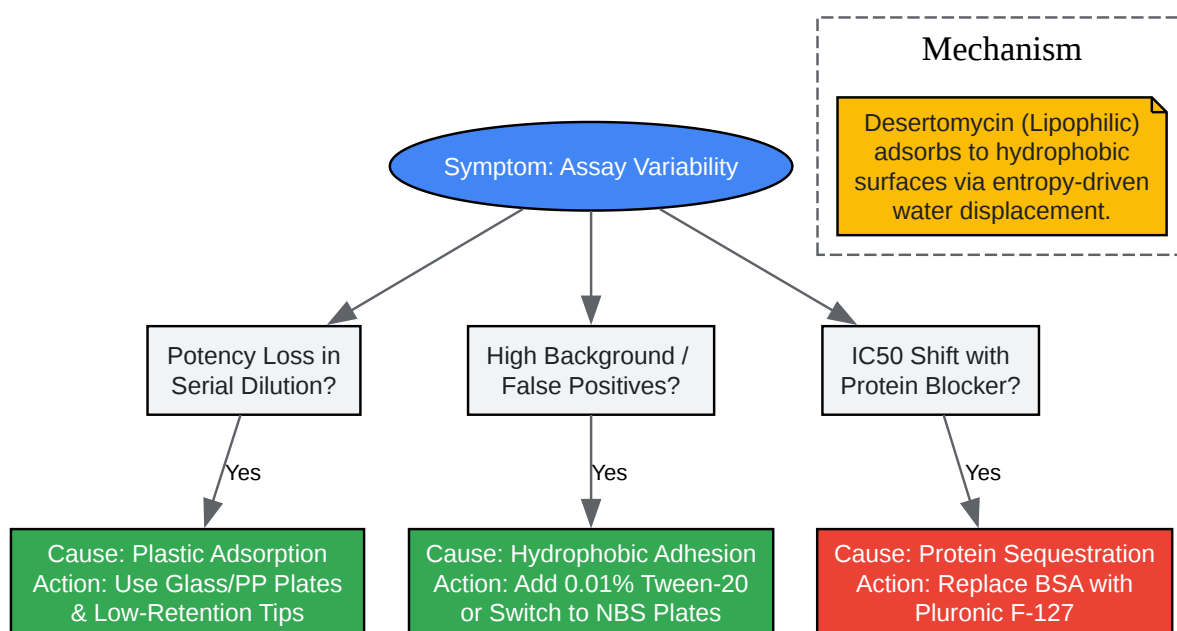 Mechanism
Desertomycin (Lipophilic)
adsorbs to hydrophobic
surfaces via entropy-driven
water displacement.
Symptom: Assay Variability
Potency Loss in
Serial Dilution?
High Background /
False Positives?
IC50 Shift with
Protein Blocker?
Yes
Yes
Yes
Cause: Plastic Adsorption
Action: Use Glass/PP Plates
& Low-Retention Tips
Cause: Hydrophobic Adhesion
Action: Add 0.01% Tween-20
or Switch to NBS Plates
Cause: Protein Sequestration
Action: Replace BSA with
Pluronic F-127